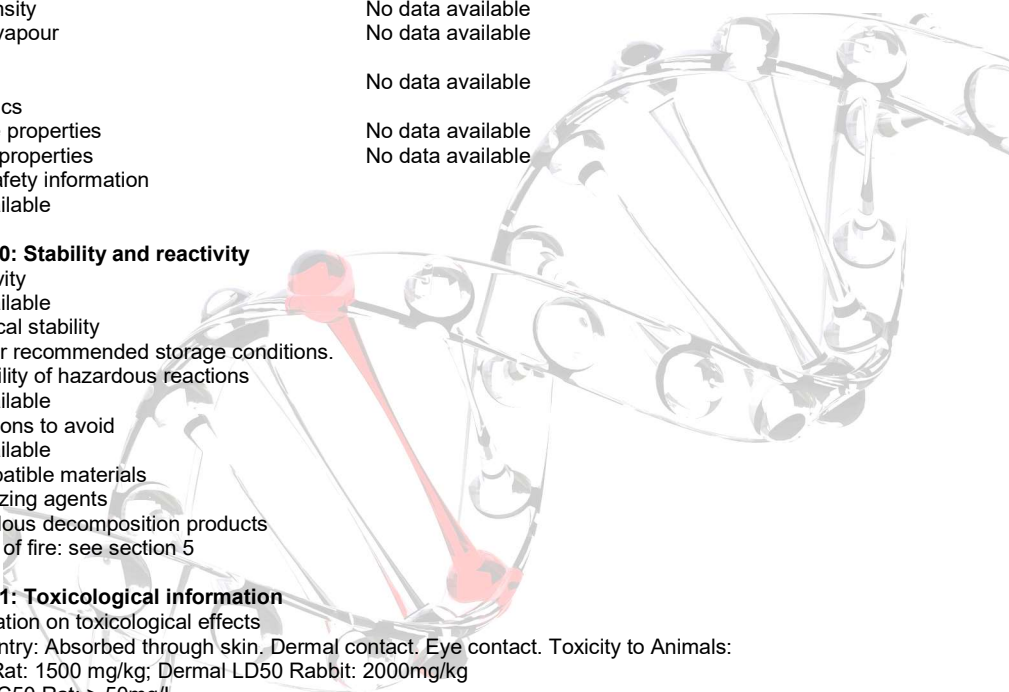 nsity No data available
vapour No data available
No data available
cs
properties No data available
properties No data available
afety information
ilable
0: Stability and reactivity
vity
ilable
cal stability
r recommended storage conditions.
ility of hazardous reactions
ilable
ons to avoid
ilable
patible materials
zing agents
lous decomposition products
of fire: see section 5
1: Toxicological information
ation on toxicological effects
ntry: Absorbed through skin. Dermal contact. Eye contact. Toxicity to Animals:
Rat: 1500 mg/kg; Dermal LD50 Rabbit: 2000mg/kg